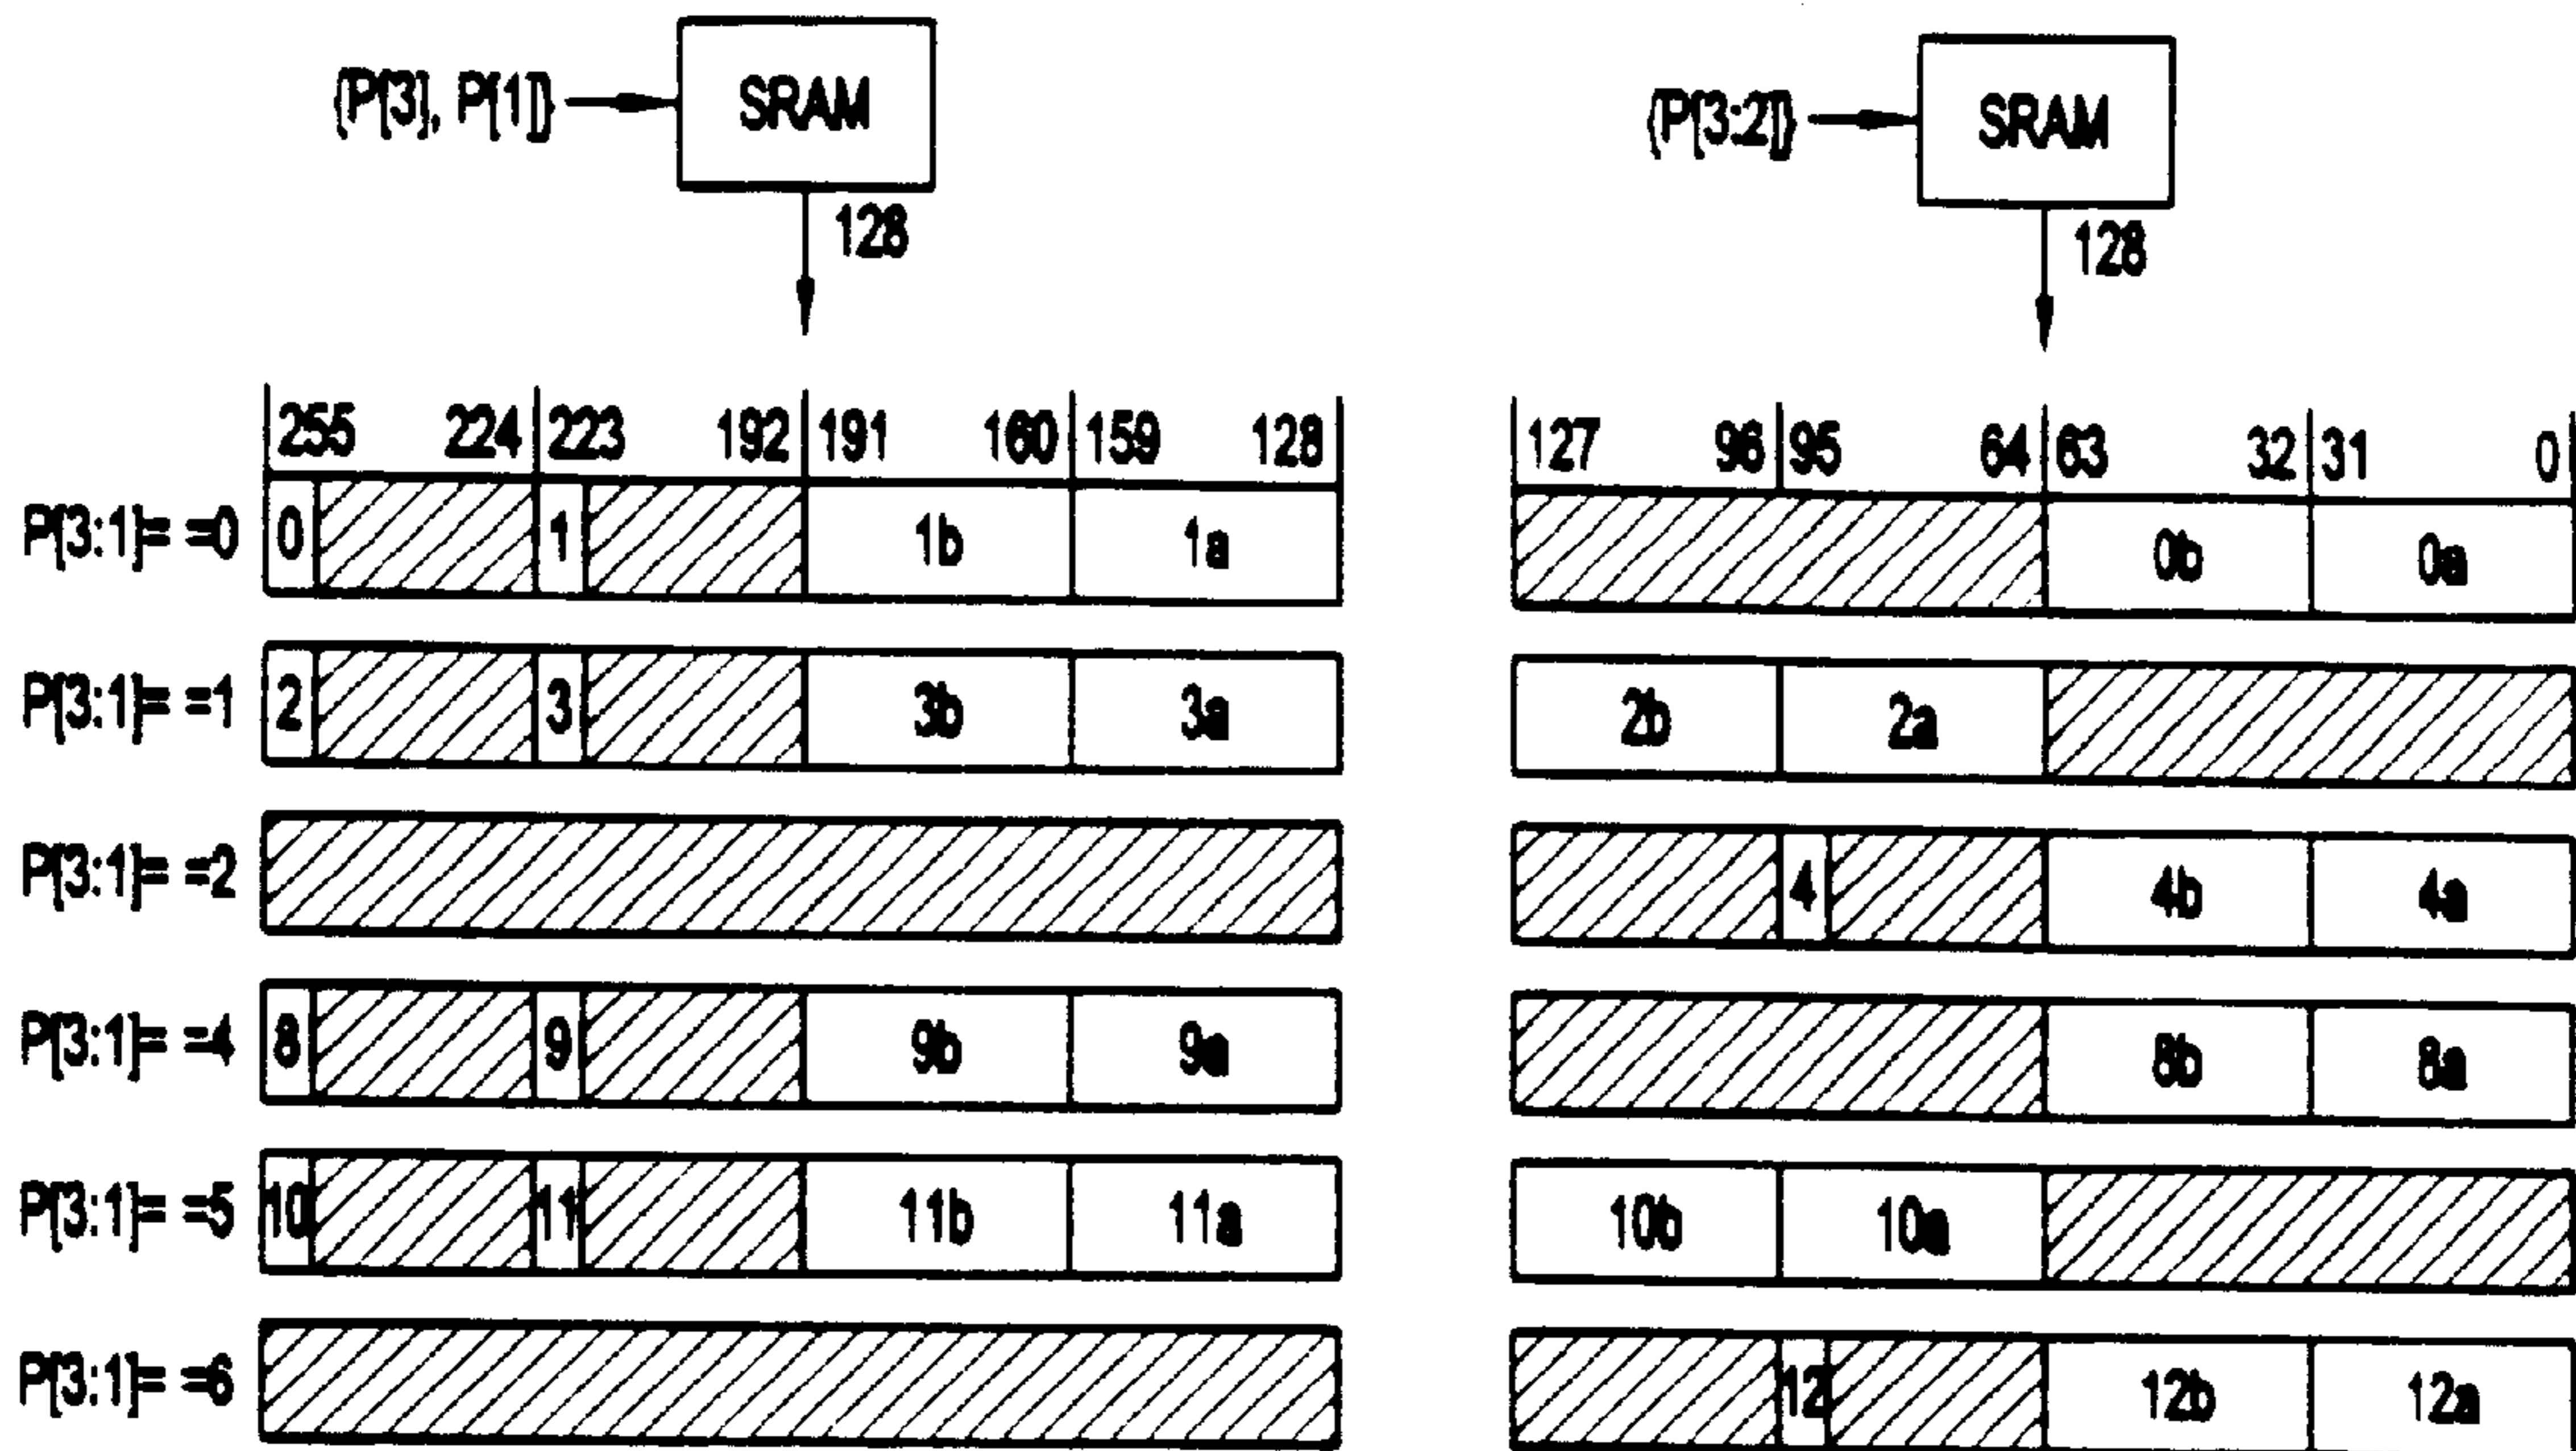 {P[3], P[1]} SRAM {P[3:2]} SRAM
128 128
255 224 223 192 191 160 159 128 127 96 95 64 63 32 31 0
P[3:1]= =0 0 1 1b 1a 0b 0a
P[3:1]= =1 2 3 3b 3a 2b 2a
P[3:1]= =2 4 4b 4a
P[3:1]= =4 8 9 9b 9a 8b 8a
P[3:1]= =5 10 11 11b 11a 10b 10a
P[3:1]= =6 12 12b 12a